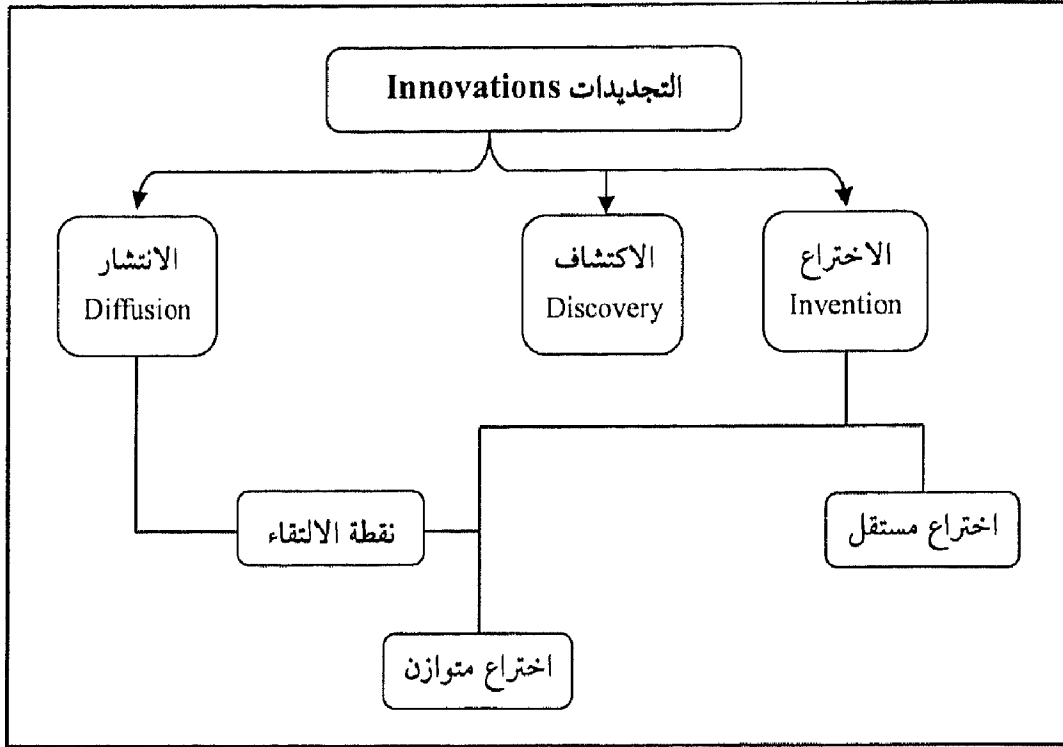 التجديدات Innovations
الاختراع
Invention
الاكتشاف
Discovery
الانتشار
Diffusion
اختراع مستقل
نقطة الالتقاء
اختراع متوازن